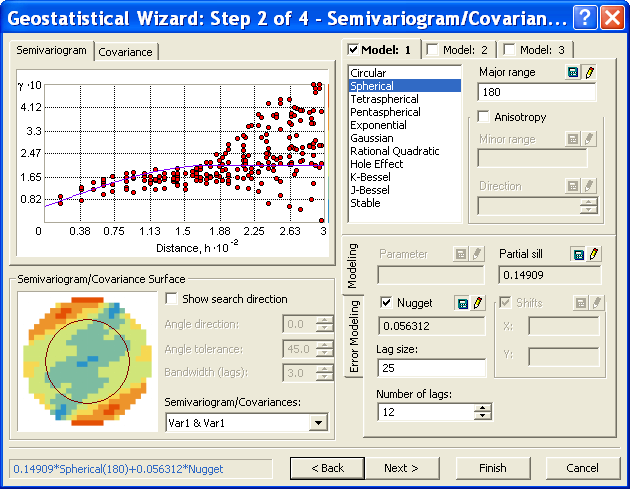 Geostatistical Wizard: Step 2 of 4 - Semivariogram/Covarian...
Semivariogram
Covariance
γ · 10
4.12
3.3
2.47
1.65
0.82
0 0.38 0.75 1.13 1.5 1.88 2.25 2.63 3
Distance, h · 10⁻²
Semivariogram/Covariance Surface
Show search direction
Angle direction: 0.0
Angle tolerance: 45.0
Bandwidth (lags): 3.0
Semivariogram/Covariances:
Var1 & Var1
Model: 1
Model: 2
Model: 3
Circular
Spherical
Tetraspherical
Pentaspherical
Exponential
Gaussian
Rational Quadratic
Hole Effect
K-Bessel
J-Bessel
Stable
Major range
180
Anisotropy
Minor range
Direction
Modeling
Error Modeling
Parameter
Partial sill
0.14909
Nugget
0.056312
Shifts
X:
Y:
Lag size:
25
Number of lags:
12
0.14909*Spherical(180)+0.056312*Nugget
< Back
Next >
Finish
Cancel